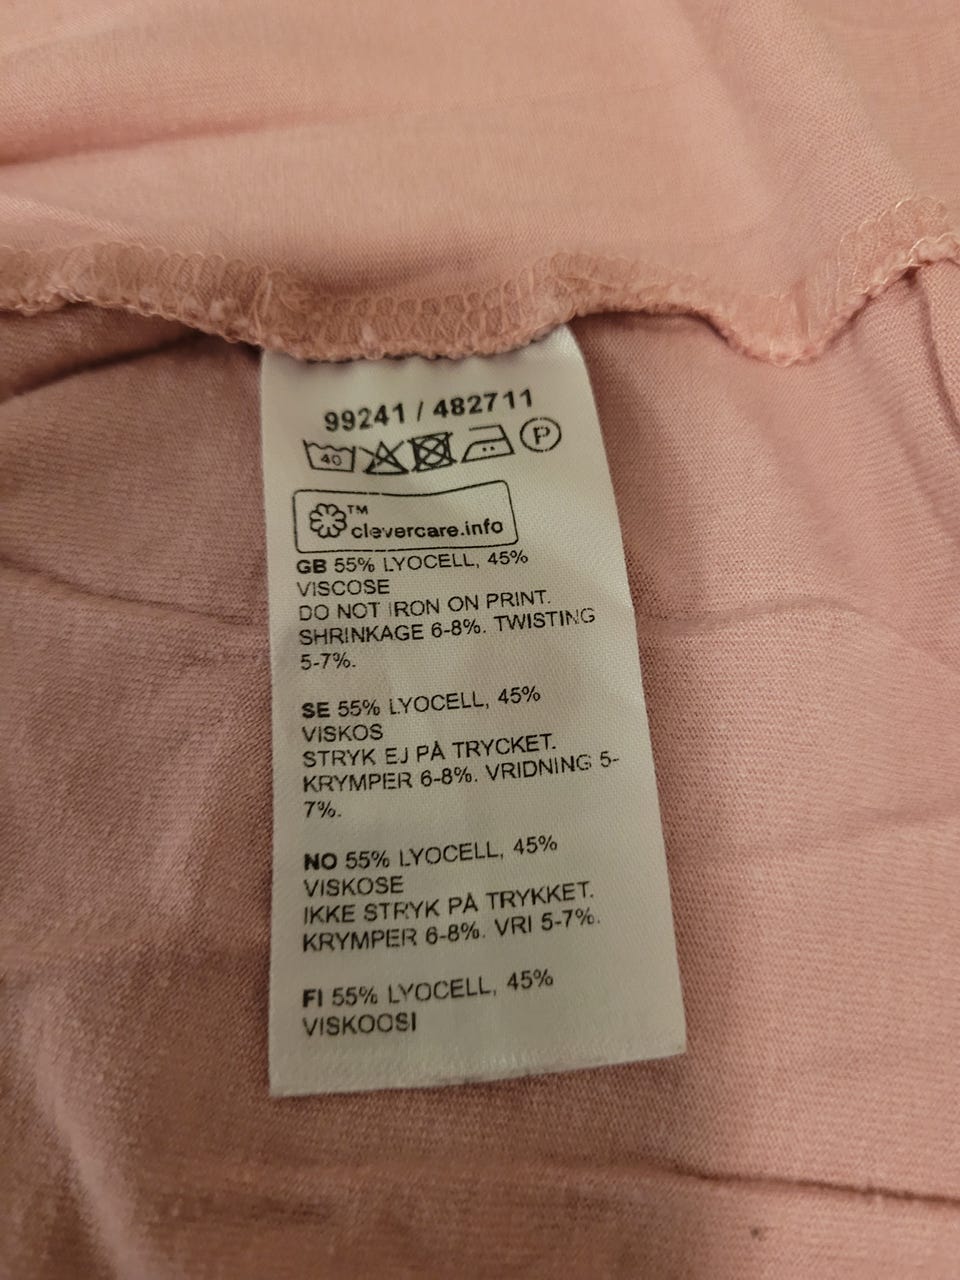 99241 / 482711
40 P
TM
clevercare.info
GB 55% LYOCELL, 45%
VISCOSE
DO NOT IRON ON PRINT.
SHRINKAGE 6-8%. TWISTING
5-7%.
SE 55% LYOCELL, 45%
VISKOS
STRYK EJ PÅ TRYCKET.
KRYMPER 6-8%. VRIDNING 5-
7%.
NO 55% LYOCELL, 45%
VISKOSE
IKKE STRYK PÅ TRYKKET.
KRYMPER 6-8%. VRI 5-7%.
FI 55% LYOCELL, 45%
VISKOOSI